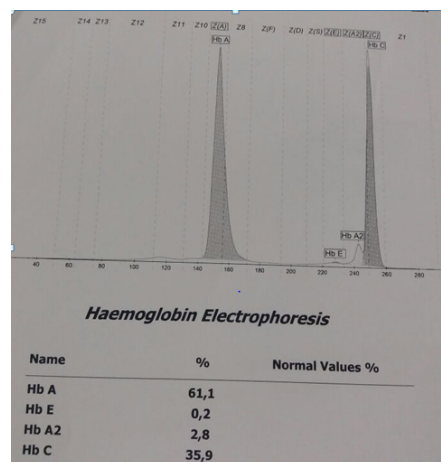 Z15 Z14 Z13 Z12 Z11 Z10 Z(A) Z8 Z(F) Z(D) Z(S) Z(E) Z(A2) Z(C) Z1
Hb A Hb C
Hb A2
Hb E
40 60 80 100 120 140 160 180 200 220 240 260 280
Haemoglobin Electrophoresis
Name % Normal Values %
Hb A 61,1
Hb E 0,2
Hb A2 2,8
Hb C 35,9